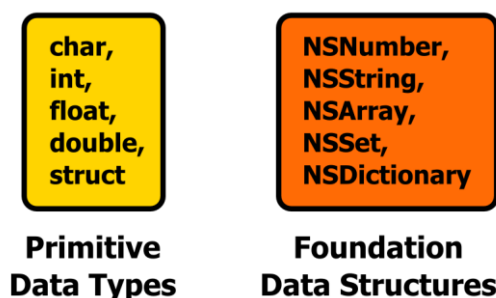 char,
int,
float,
double,
struct
Primitive
Data Types
NSNumber,
NSString,
NSArray,
NSSet,
NSDictionary
Foundation
Data Structures